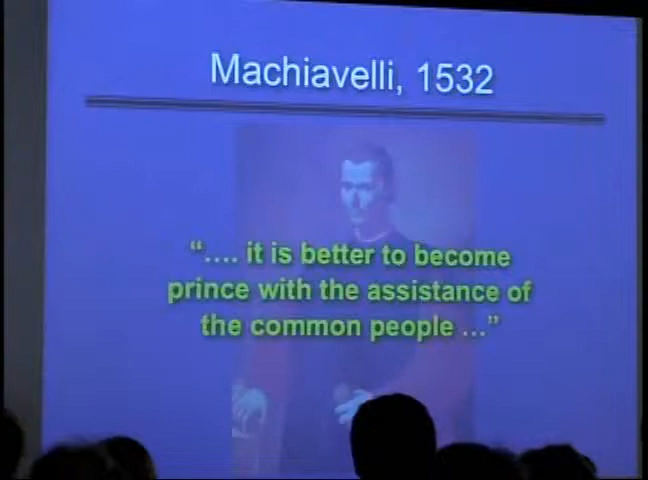 Machiavelli, 1532
“.... it is better to become
prince with the assistance of
the common people ...”